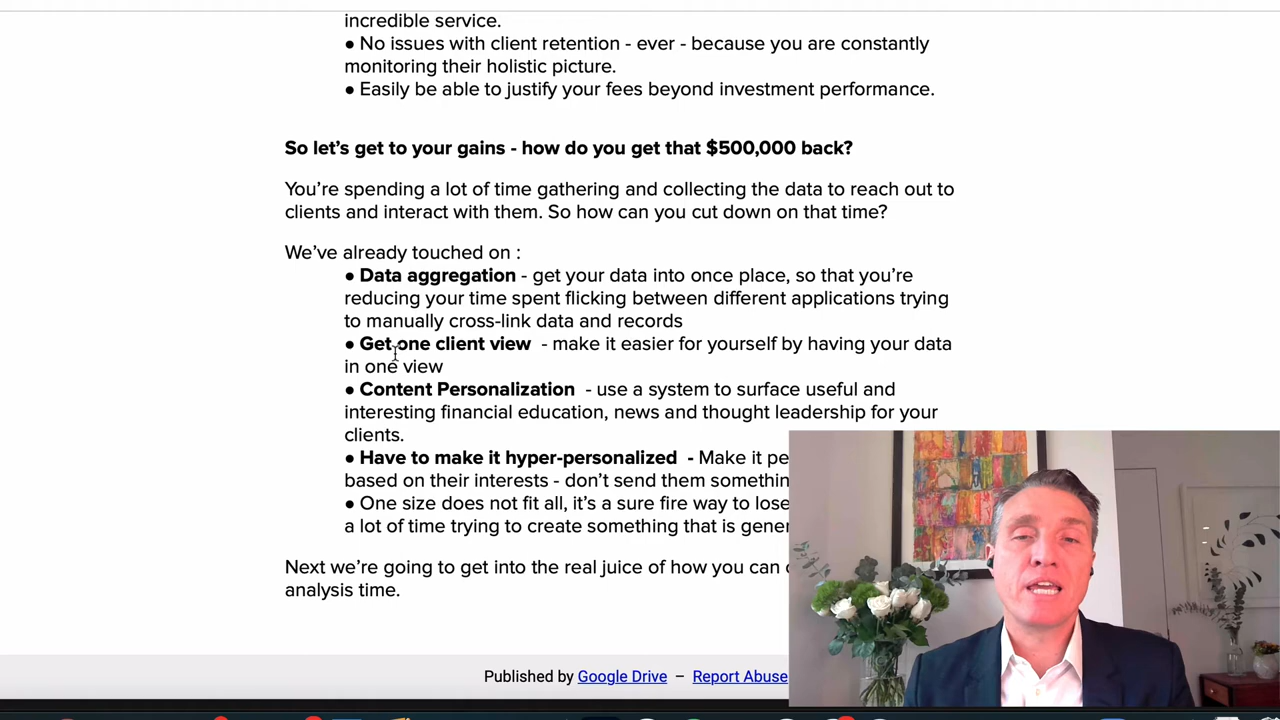 incredible service.
● No issues with client retention - ever - because you are constantly
monitoring their holistic picture.
● Easily be able to justify your fees beyond investment performance.
So let’s get to your gains - how do you get that $500,000 back?
You’re spending a lot of time gathering and collecting the data to reach out to
clients and interact with them. So how can you cut down on that time?
We’ve already touched on :
● Data aggregation - get your data into once place, so that you’re
reducing your time spent flicking between different applications trying
to manually cross-link data and records
● Get one client view - make it easier for yourself by having your data
in one view
● Content Personalization - use a system to surface useful and
interesting financial education, news and thought leadership for your
clients.
● Have to make it hyper-personalized - Make it
based on their interests - don’t send them
● One size does not fit all, it’s a sure fire way to lose
a lot of time trying to create something that is
Next we’re going to get into the real juice of how you can
analysis time.
Published by Google Drive – Report Abuse